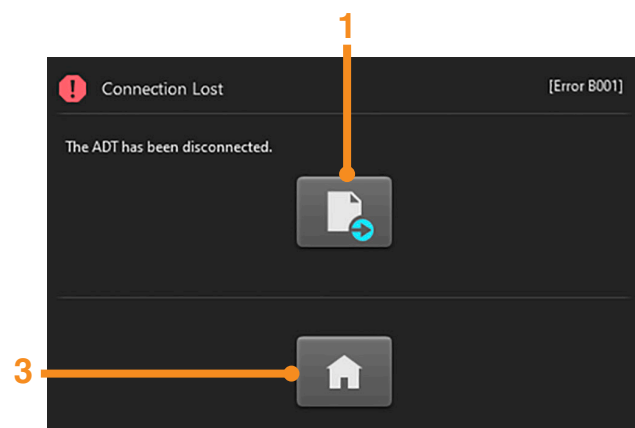 1
Connection Lost
[Error B001]
The ADT has been disconnected.
3